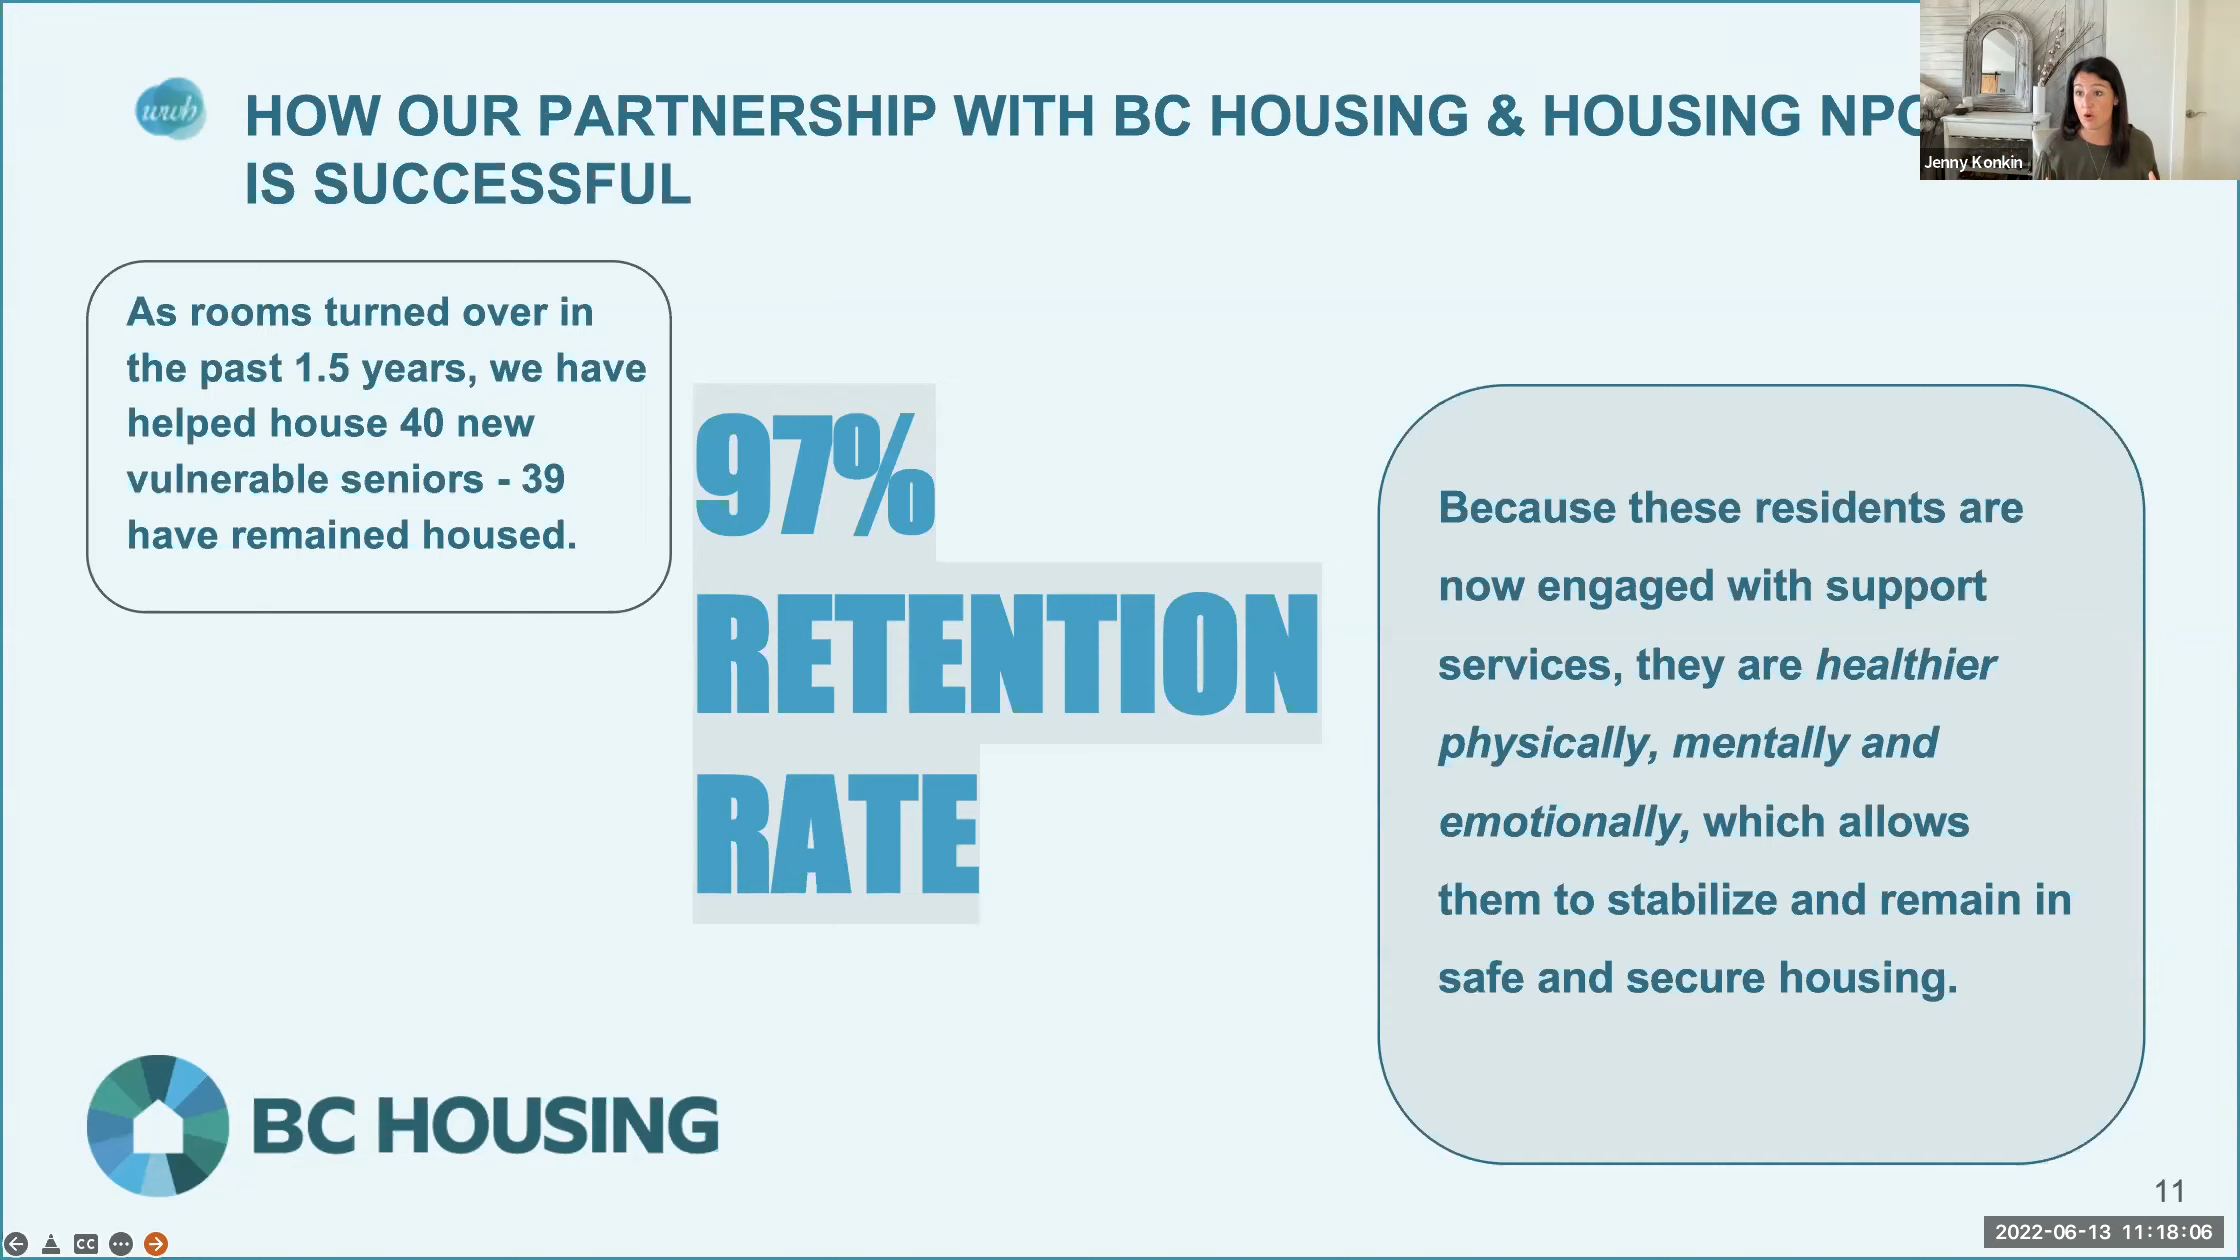 wwh
HOW OUR PARTNERSHIP WITH BC HOUSING & HOUSING NPO
IS SUCCESSFUL
Jenny Konkin
As rooms turned over in
the past 1.5 years, we have
helped house 40 new
vulnerable seniors - 39
have remained housed.
97%
RETENTION
RATE
Because these residents are
now engaged with support
services, they are healthier
physically, mentally and
emotionally, which allows
them to stabilize and remain in
safe and secure housing.
BC HOUSING
11
CC
2022-06-13 11:18:06